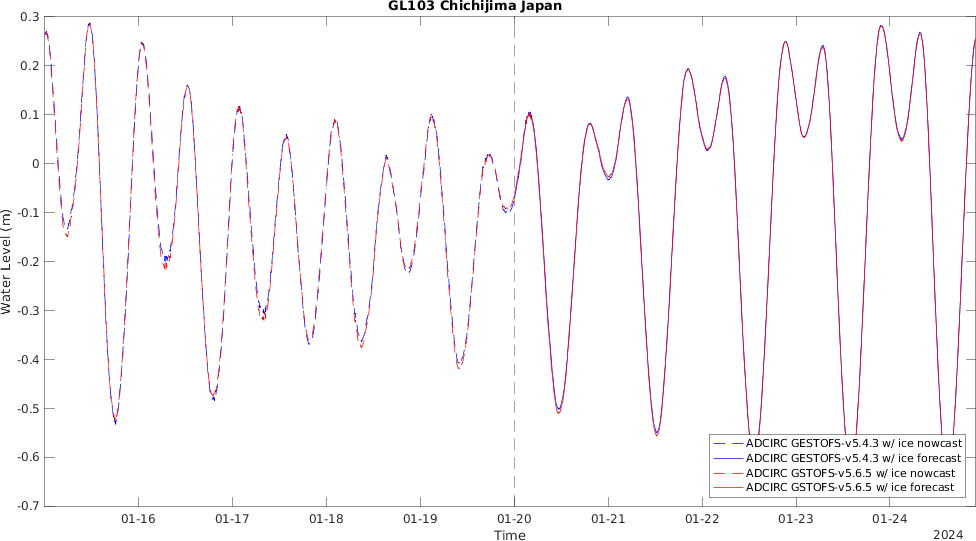 GL103 Chichijima Japan
0.3
0.2
0.1
0
-0.1
-0.2
-0.3
-0.4
-0.5
-0.6
-0.7
Water Level (m)
ADCIRC GESTOFS-v5.4.3 w/ ice nowcast
ADCIRC GESTOFS-v5.4.3 w/ ice forecast
ADCIRC GSTOFS-v5.6.5 w/ ice nowcast
ADCIRC GSTOFS-v5.6.5 w/ ice forecast
01-16 01-17 01-18 01-19 01-20 01-21 01-22 01-23 01-24
Time
2024